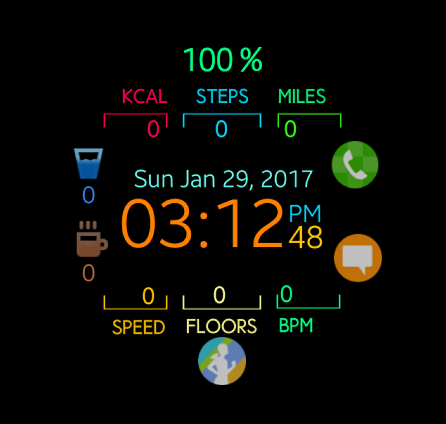 100 %
KCAL STEPS MILES
0 0 0
Sun Jan 29, 2017
0
03:12 PM 48
0
0 0 0
SPEED FLOORS BPM